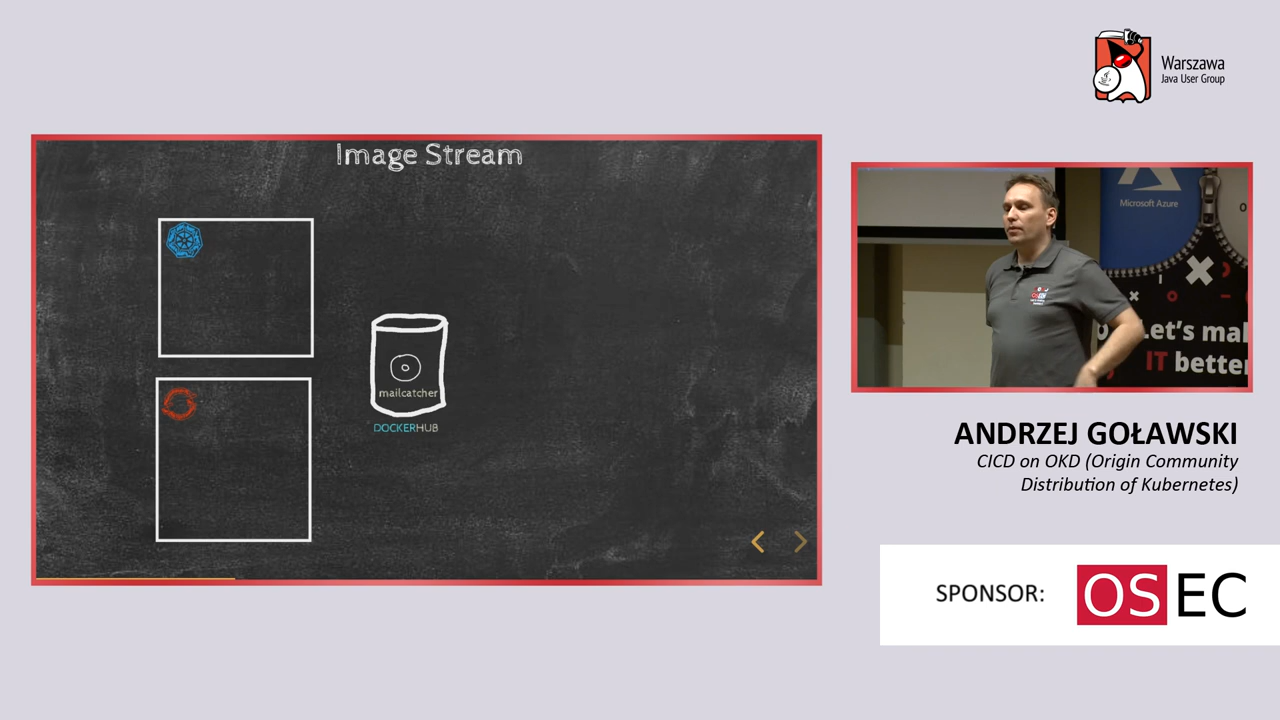 Warszawa
Java User Group
Image Stream
mailcatcher
DOCKERHUB
Microsoft Azure
Let's mal
IT better
ANDRZEJ GOŁAWSKI
CICD on OKD (Origin Community
Distribution of Kubernetes)
SPONSOR:
OSEC